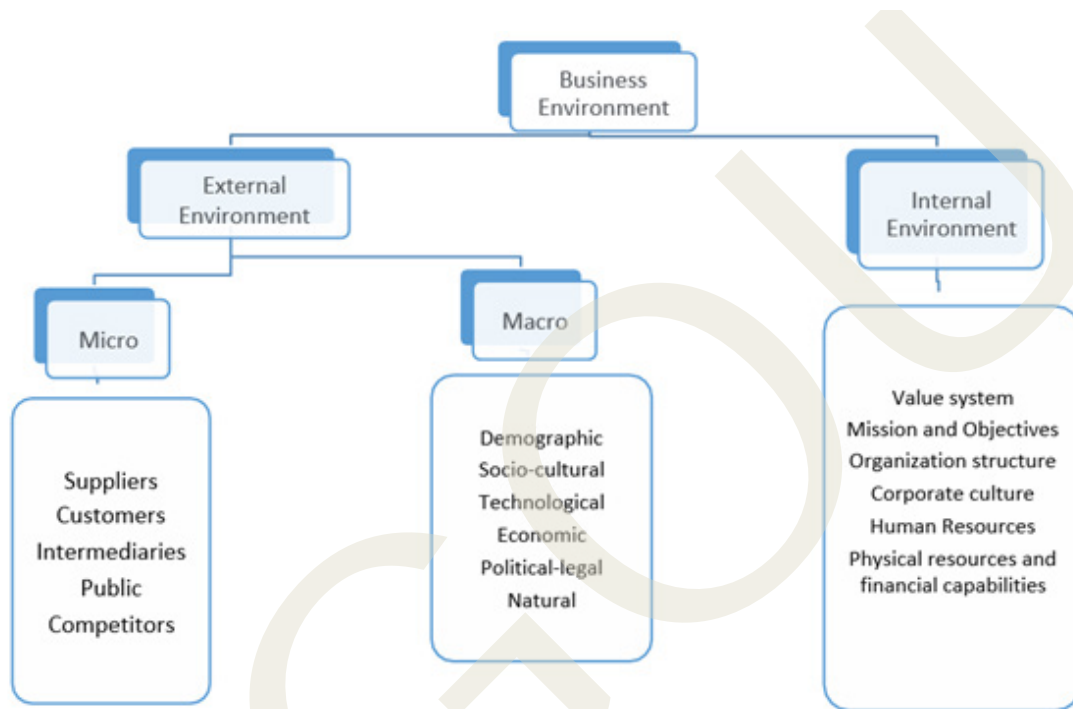 Business
Environment
External
Environment
Internal
Environment
Micro
Macro
Suppliers
Customers
Intermediaries
Public
Competitors
Demographic
Socio-cultural
Technological
Economic
Political-legal
Natural
Value system
Mission and Objectives
Organization structure
Corporate culture
Human Resources
Physical resources and
financial capabilities